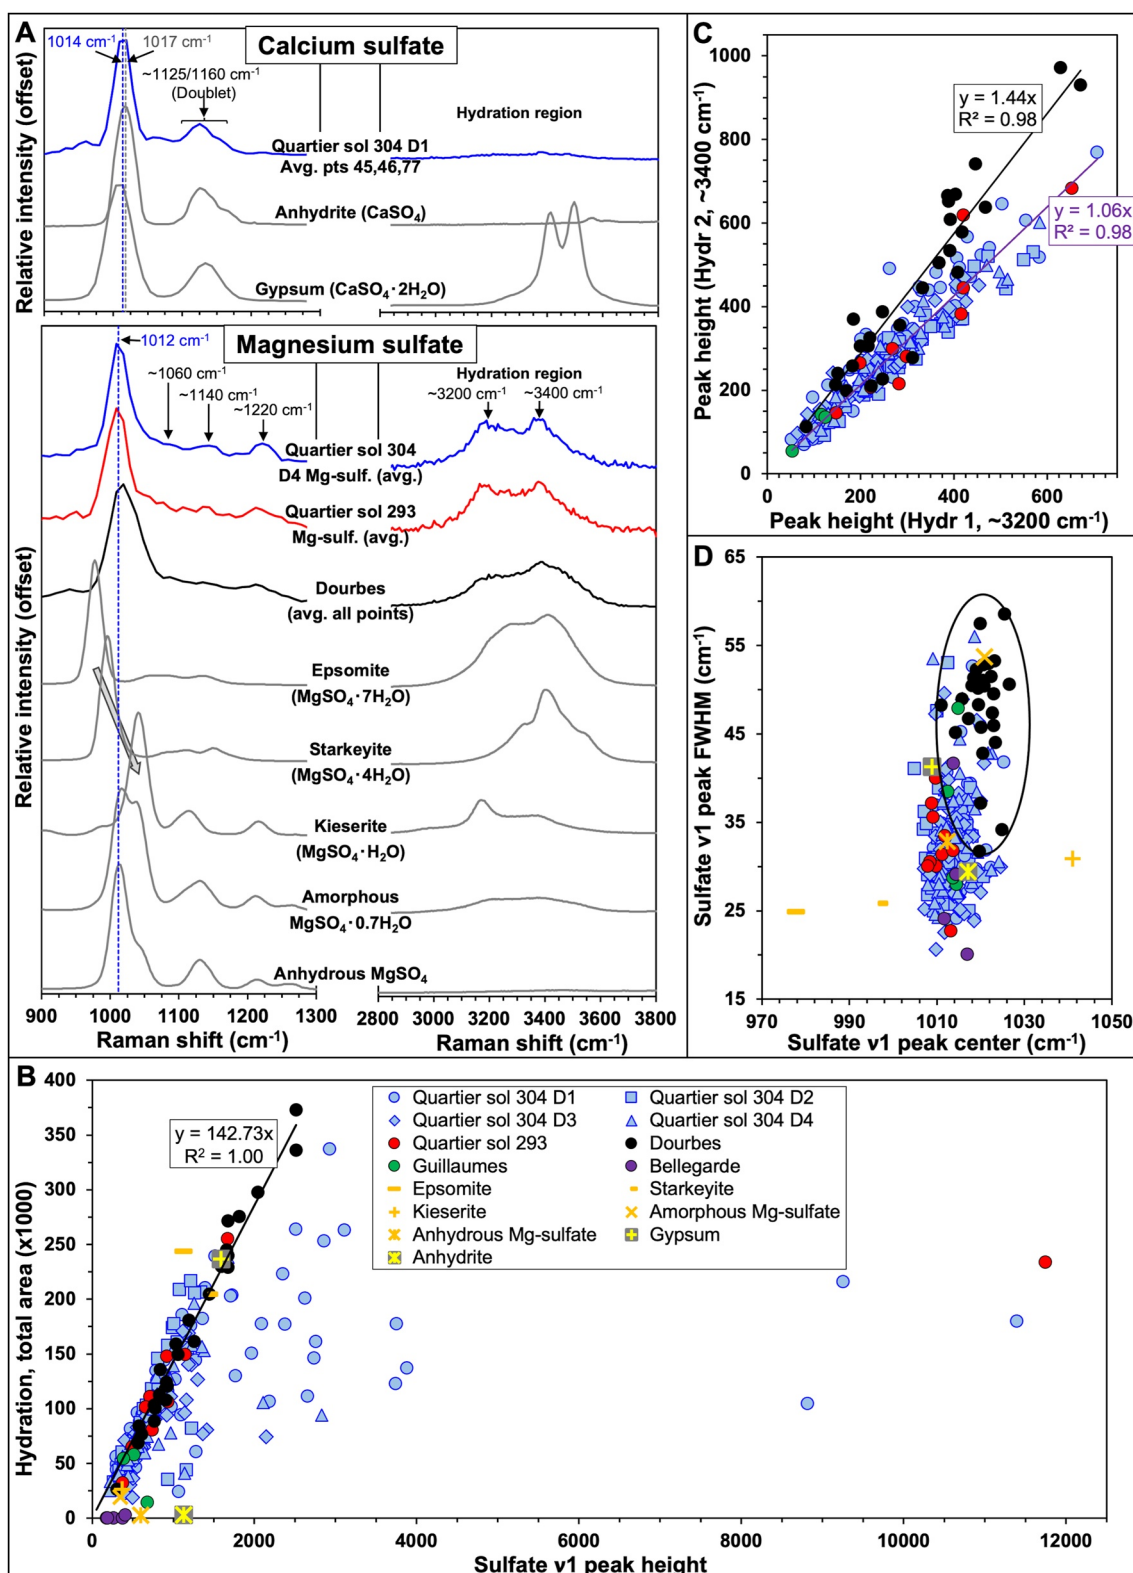 A
1014 cm⁻¹
1017 cm⁻¹
Calcium sulfate
~1125/1160 cm⁻¹
(Doublet)
Hydration region
Quartier sol 304 D1
Avg. pts 45,46,77
Anhydrite (CaSO₄)
Gypsum (CaSO₄·2H₂O)
Relative intensity (offset)
1012 cm⁻¹
Magnesium sulfate
~1060 cm⁻¹
~1140 cm⁻¹
~1220 cm⁻¹
Hydration region
~3200 cm⁻¹
~3400 cm⁻¹
Quartier sol 304
D4 Mg-sulf. (avg.)
Quartier sol 293
Mg-sulf. (avg.)
Dourbes
(avg. all points)
Epsomite
(MgSO₄·7H₂O)
Starkeyite
(MgSO₄·4H₂O)
Kieserite
(MgSO₄·H₂O)
Amorphous
MgSO₄·0.7H₂O
Anhydrous MgSO₄
Relative intensity (offset)
900 1000 1100 1200 1300
2800 3000 3200 3400 3600 3800
Raman shift (cm⁻¹)
Raman shift (cm⁻¹)
C
1000
800
600
400
200
0
y = 1.44x
R² = 0.98
y = 1.06x
R² = 0.98
Peak height (Hydr 2, ~3400 cm⁻¹)
0 200 400 600
Peak height (Hydr 1, ~3200 cm⁻¹)
D
65
55
45
35
25
15
Sulfate v1 peak FWHM (cm⁻¹)
970 990 1010 1030 1050
Sulfate v1 peak center (cm⁻¹)
B
400
350
300
250
200
150
100
50
0
Hydration, total area (x1000)
y = 142.73x
R² = 1.00
Quartier sol 304 D1
Quartier sol 304 D2
Quartier sol 304 D3
Quartier sol 304 D4
Quartier sol 293
Dourbes
Guillaumes
Bellegarde
Epsomite
Starkeyite
Kieserite
Amorphous Mg-sulfate
Anhydrous Mg-sulfate
Gypsum
Anhydrite
0 2000 4000 6000 8000 10000 12000
Sulfate v1 peak height